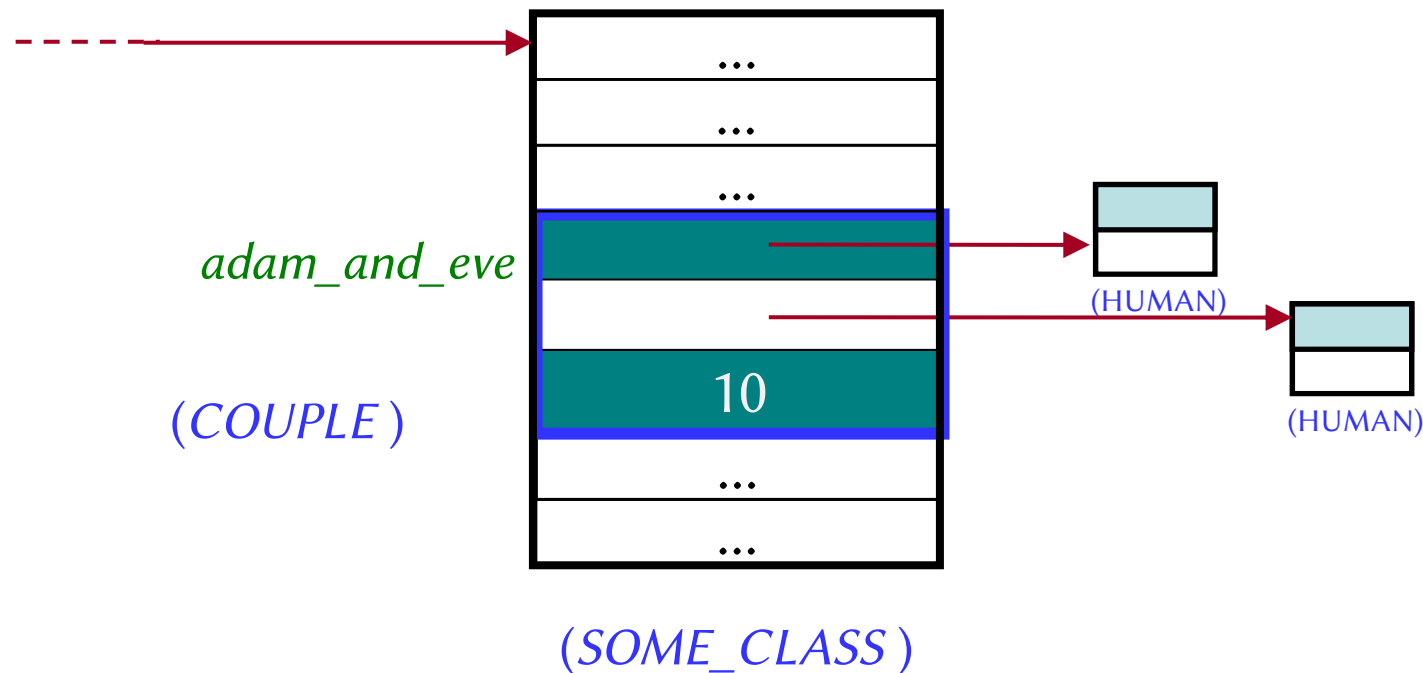 ...
...
...
adam_and_eve
(HUMAN)
10
(COUPLE)
(HUMAN)
...
...
(SOME_CLASS)